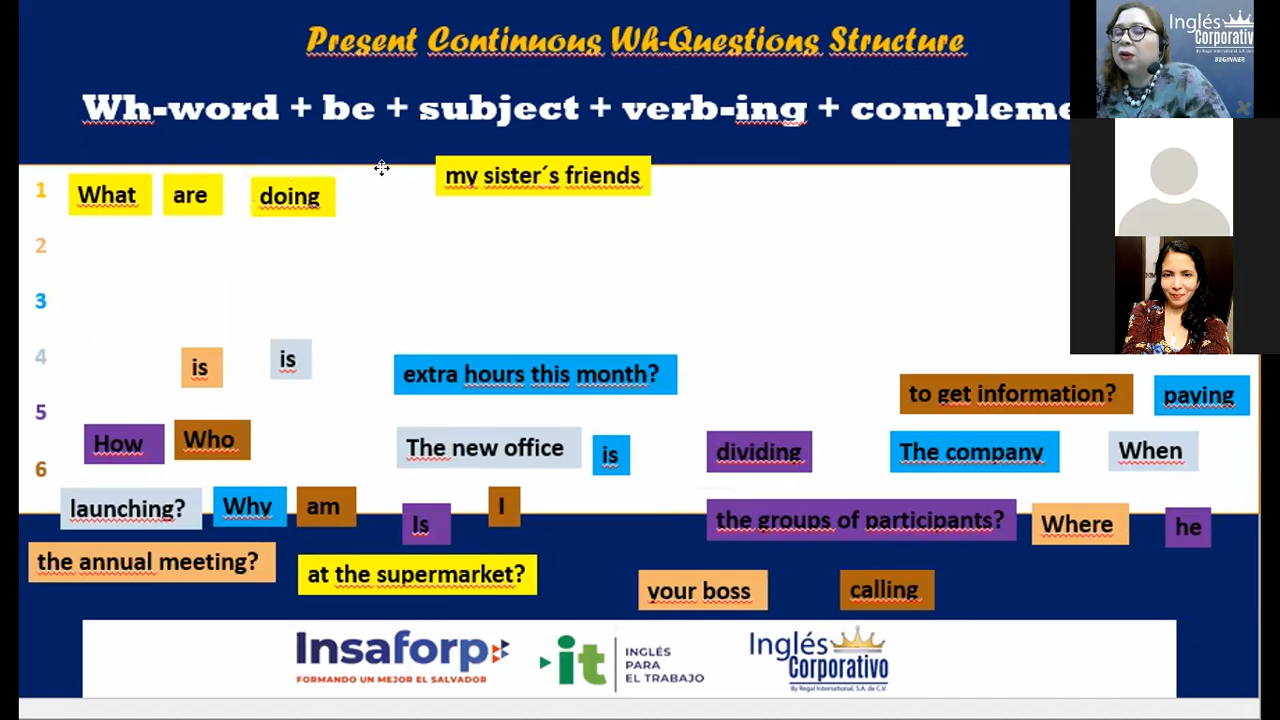 Present Continuous Wh-Questions Structure
Wh-word + be + subject + verb-ing + compleme
Inglés
Corporativo
BEGINNER
1 What are doing my sister´s friends
2
3
4
is is extra hours this month? to get information? paying
5
How Who The new office is dividing The company When
6
launching? Why am Is I the groups of participants? Where he
the annual meeting? at the supermarket? your boss calling
Insaforp
FORMANDO UN MEJOR EL SALVADOR
it
INGLÉS
PARA
EL TRABAJO
Inglés
Corporativo
By Regal International, S.A. de C.V.